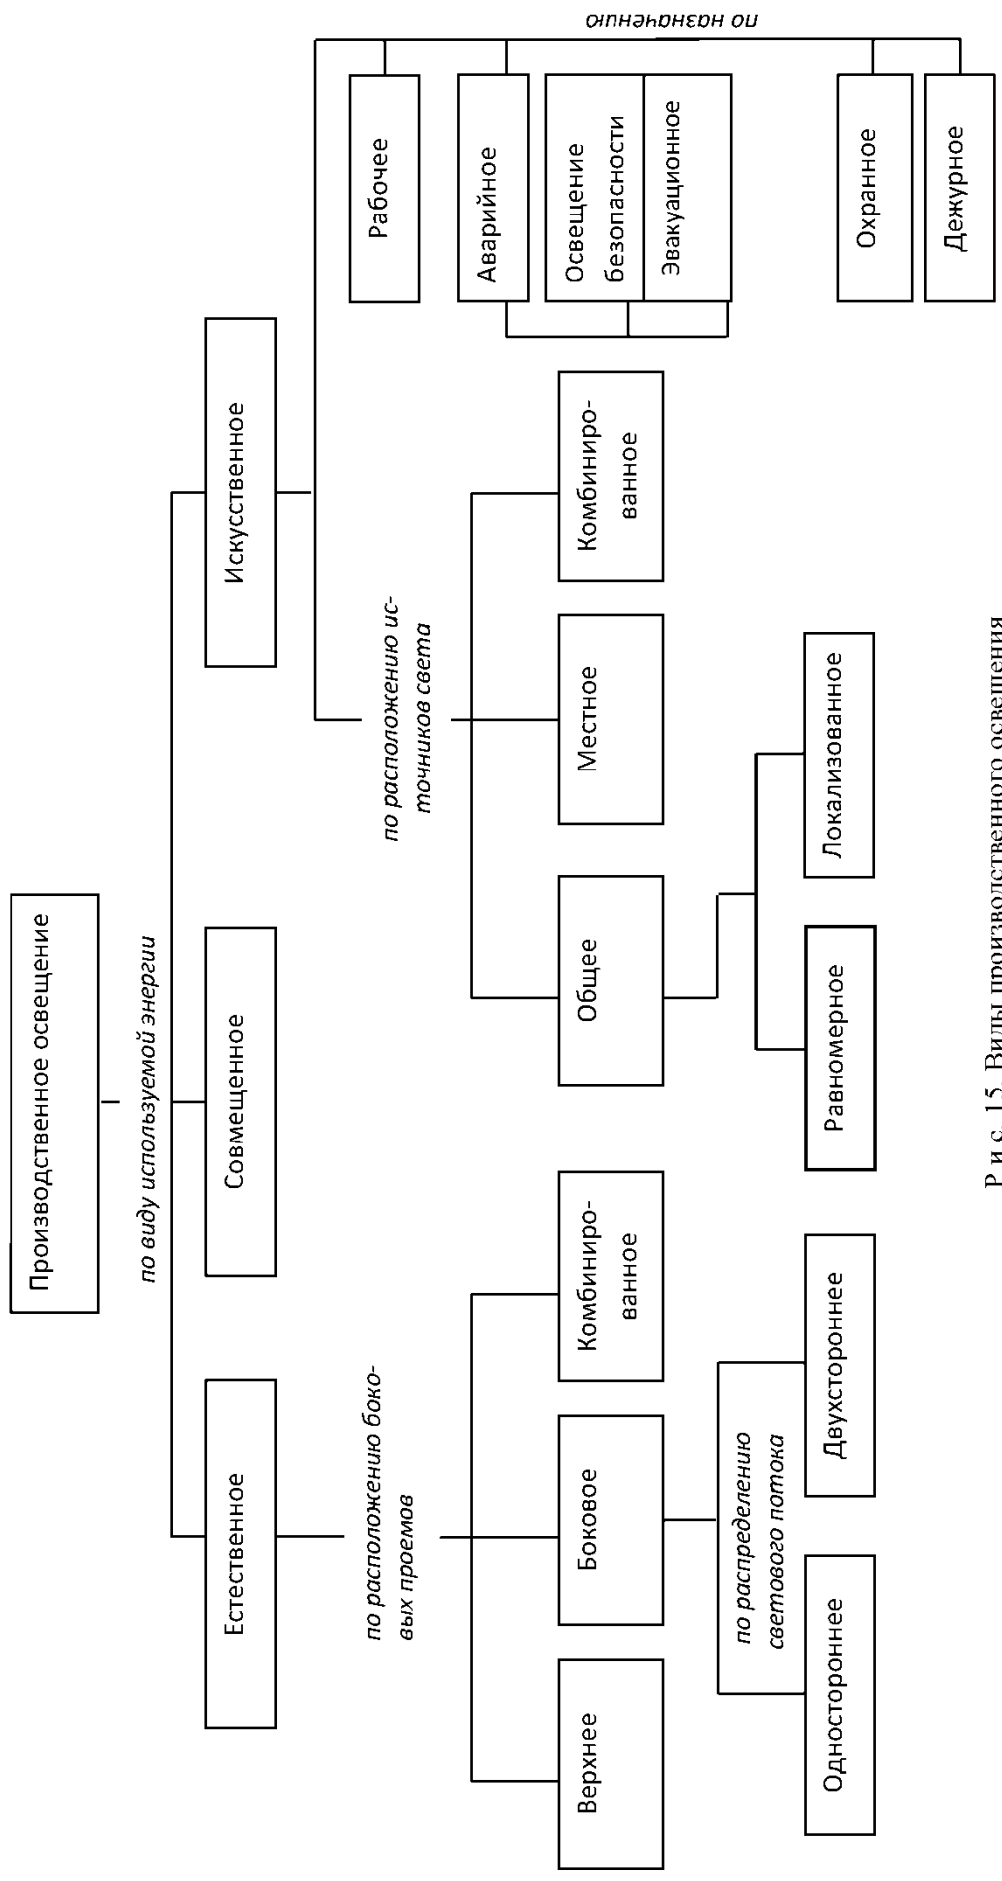 Производственное освещение
по виду используемой энергии
Естественное
Совмещенное
Искусственное
по расположению боко-
вых проемов
по расположению ис-
точников света
по назначению
Верхнее
Боковое
Комбиниро-
ванное
Общее
Местное
Комбиниро-
ванное
Рабочее
Аварийное
Освещение
безопасности
Эвакуационное
Охранное
Дежурное
по распределению
светового потока
Одностороннее
Двухстороннее
Равномерное
Локализованное
Р и с. 15. Виды производственного освещения